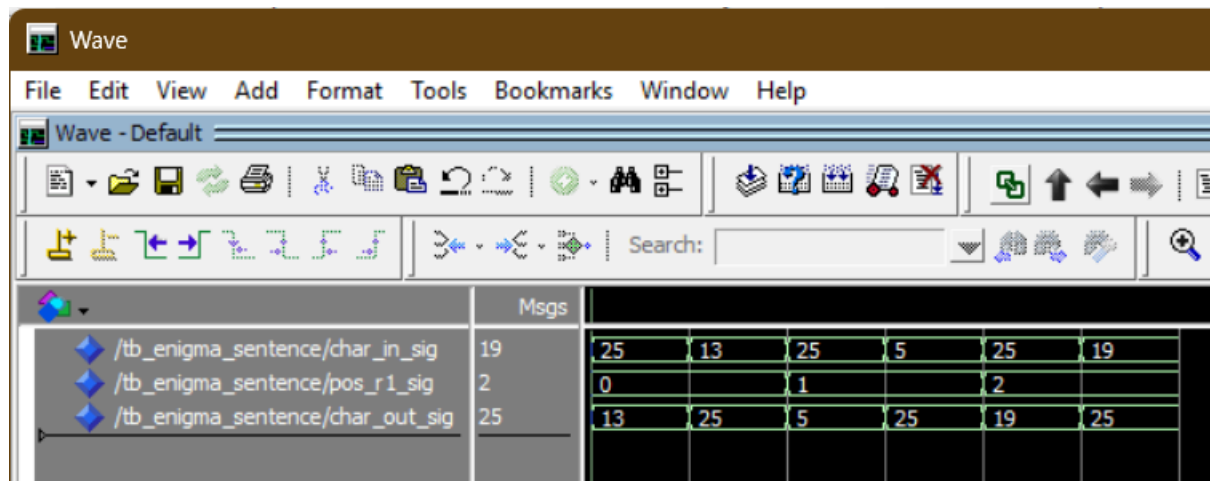 Wave
File Edit View Add Format Tools Bookmarks Window Help
Wave - Default
Search:
Msgs
/tb_enigma_sentence/char_in_sig 19 25 13 25 5 25 19
/tb_enigma_sentence/pos_r1_sig 2 0 1 2
/tb_enigma_sentence/char_out_sig 25 13 25 5 25 19 25